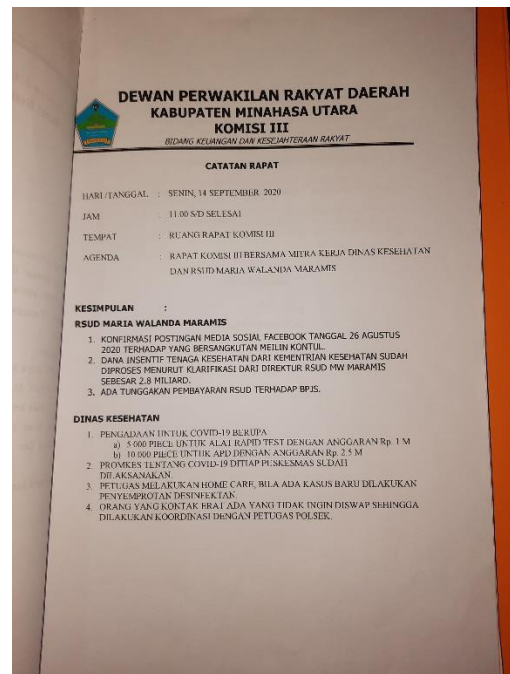 DEWAN PERWAKILAN RAKYAT DAERAH
KABUPATEN MINAHASA UTARA
KOMISI III
BIDANG KEUANGAN DAN KESEJAHTERAAN RAKYAT
CATATAN RAPAT
HARI/TANGGAL : SENIN, 14 SEPTEMBER 2020
JAM : 11.00 S/D SELESAI
TEMPAT : RUANG RAPAT KOMISI III
AGENDA : RAPAT KOMISI III BERSAMA MITRA KERJA DINAS KESEHATAN
DAN RSUD MARIA WALANDA MARAMIS
KESIMPULAN :
RSUD MARIA WALANDA MARAMIS
1. KONFIRMASI POSTINGAN MEDIA SOSIAL FACEBOOK TANGGAL 26 AGUSTUS
2020 TERHADAP YANG BERSANGKUTAN MEILIN KONTUL.
2. DANA INSENTIF TENAGA KESEHATAN DARI KEMENTRIAN KESEHATAN SUDAH
DIPROSES MENURUT KLARIFIKASI DARI DIREKTUR RSUD MW MARAMIS
SEBESAR 2.8 MILIARD.
3. ADA TUNGGAKAN PEMBAYARAN RSUD TERHADAP BPJS.
DINAS KESEHATAN
1. PENGADAAN UNTUK COVID-19 BERUPA
a) 5 000 PIECE UNTUK ALAT RAPID TEST DENGAN ANGGARAN Rp. 1 M
b) 10 000 PIECE UNTUK APD DENGAN ANGGARAN Rp. 2.5 M
2. PROMKES TENTANG COVID-19 DITIAP PUSKESMAS SUDAH
DILAKSANAKAN.
3. PETUGAS MELAKUKAN HOME CARE, BILA ADA KASUS BARU DILAKUKAN
PENYEMPROTAN DESINFEKTAN.
4. ORANG YANG KONTAK ERAT ADA YANG TIDAK INGIN DISWAP SEHINGGA
DILAKUKAN KOORDINASI DENGAN PETUGAS POLSEK.